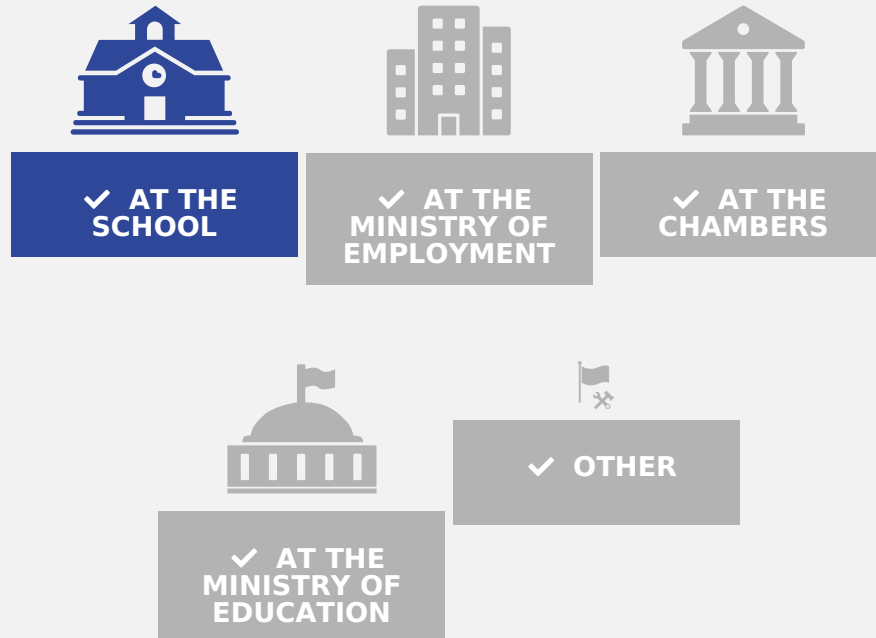 ✓ AT THE
SCHOOL
✓ AT THE
MINISTRY OF
EMPLOYMENT
✓ AT THE
CHAMBERS
✓ AT THE
MINISTRY OF
EDUCATION
✓ OTHER